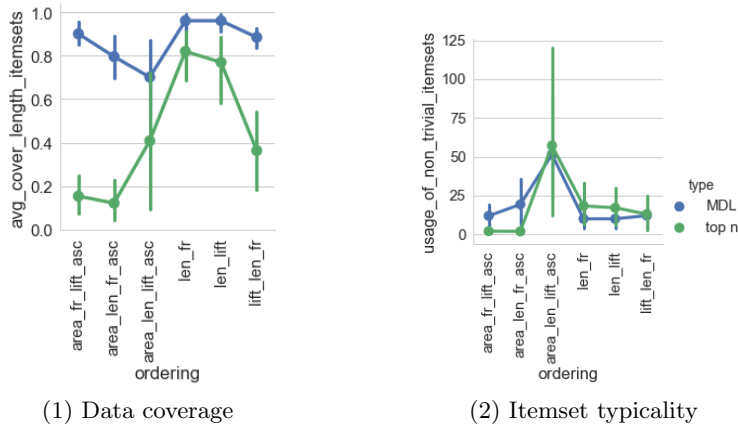 avg_cover_length_itemsets
1.0
0.8
0.6
0.4
0.2
0.0
area_fr_lift_asc
area_len_fr_asc
area_len_lift_asc
len_fr
len_lift
lift_len_fr
ordering
(1) Data coverage
usage_of_non_trivial_itemsets
125
100
75
50
25
0
area_fr_lift_asc
area_len_fr_asc
area_len_lift_asc
len_fr
len_lift
lift_len_fr
ordering
type
MDL
top n
(2) Itemset typicality